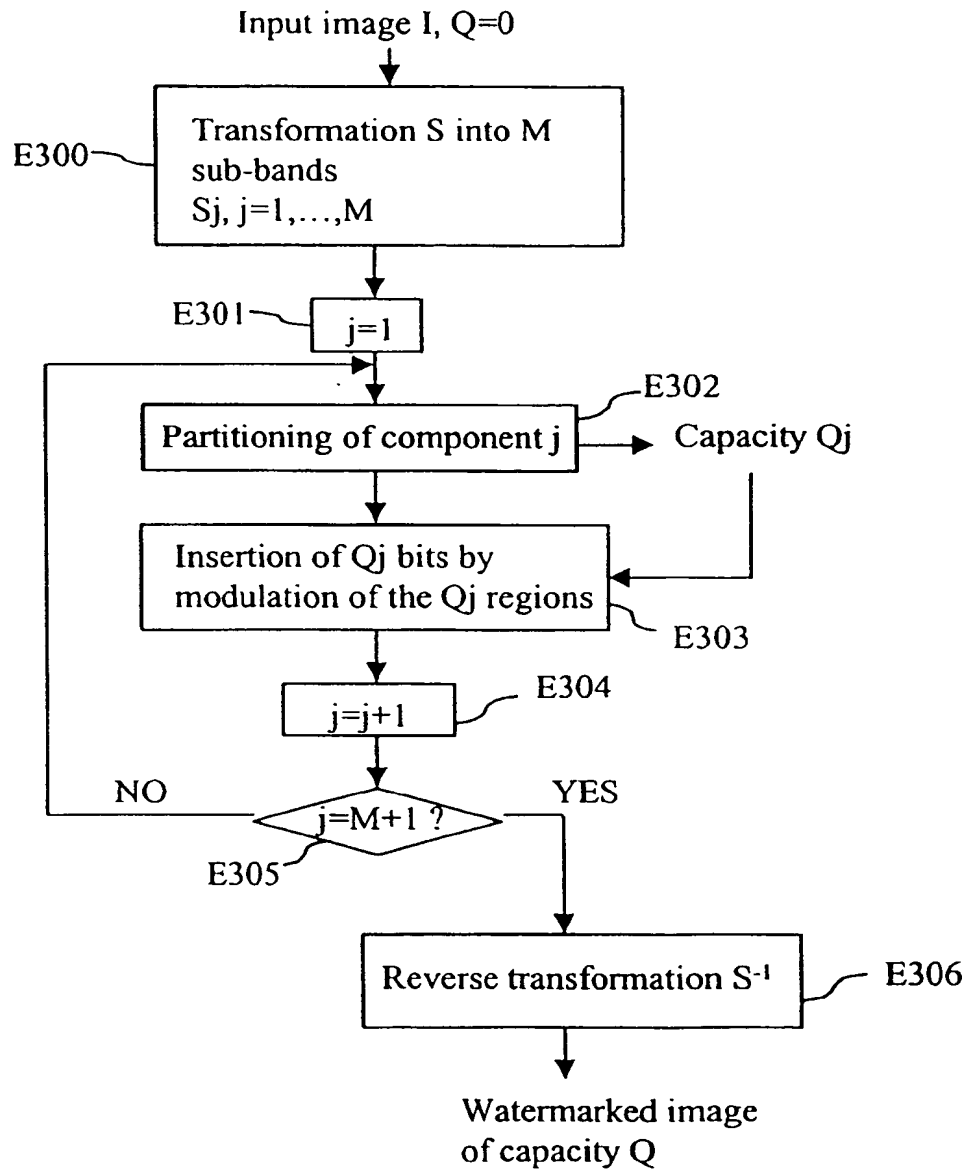 Input image I, Q=0
E300
Transformation S into M
sub-bands
Sj, j=1,...,M
E301
j=1
E302
Partitioning of component j
Capacity Qj
Insertion of Qj bits by
modulation of the Qj regions
E303
E304
j=j+1
NO
YES
j=M+1 ?
E305
Reverse transformation S⁻¹
E306
Watermarked image
of capacity Q